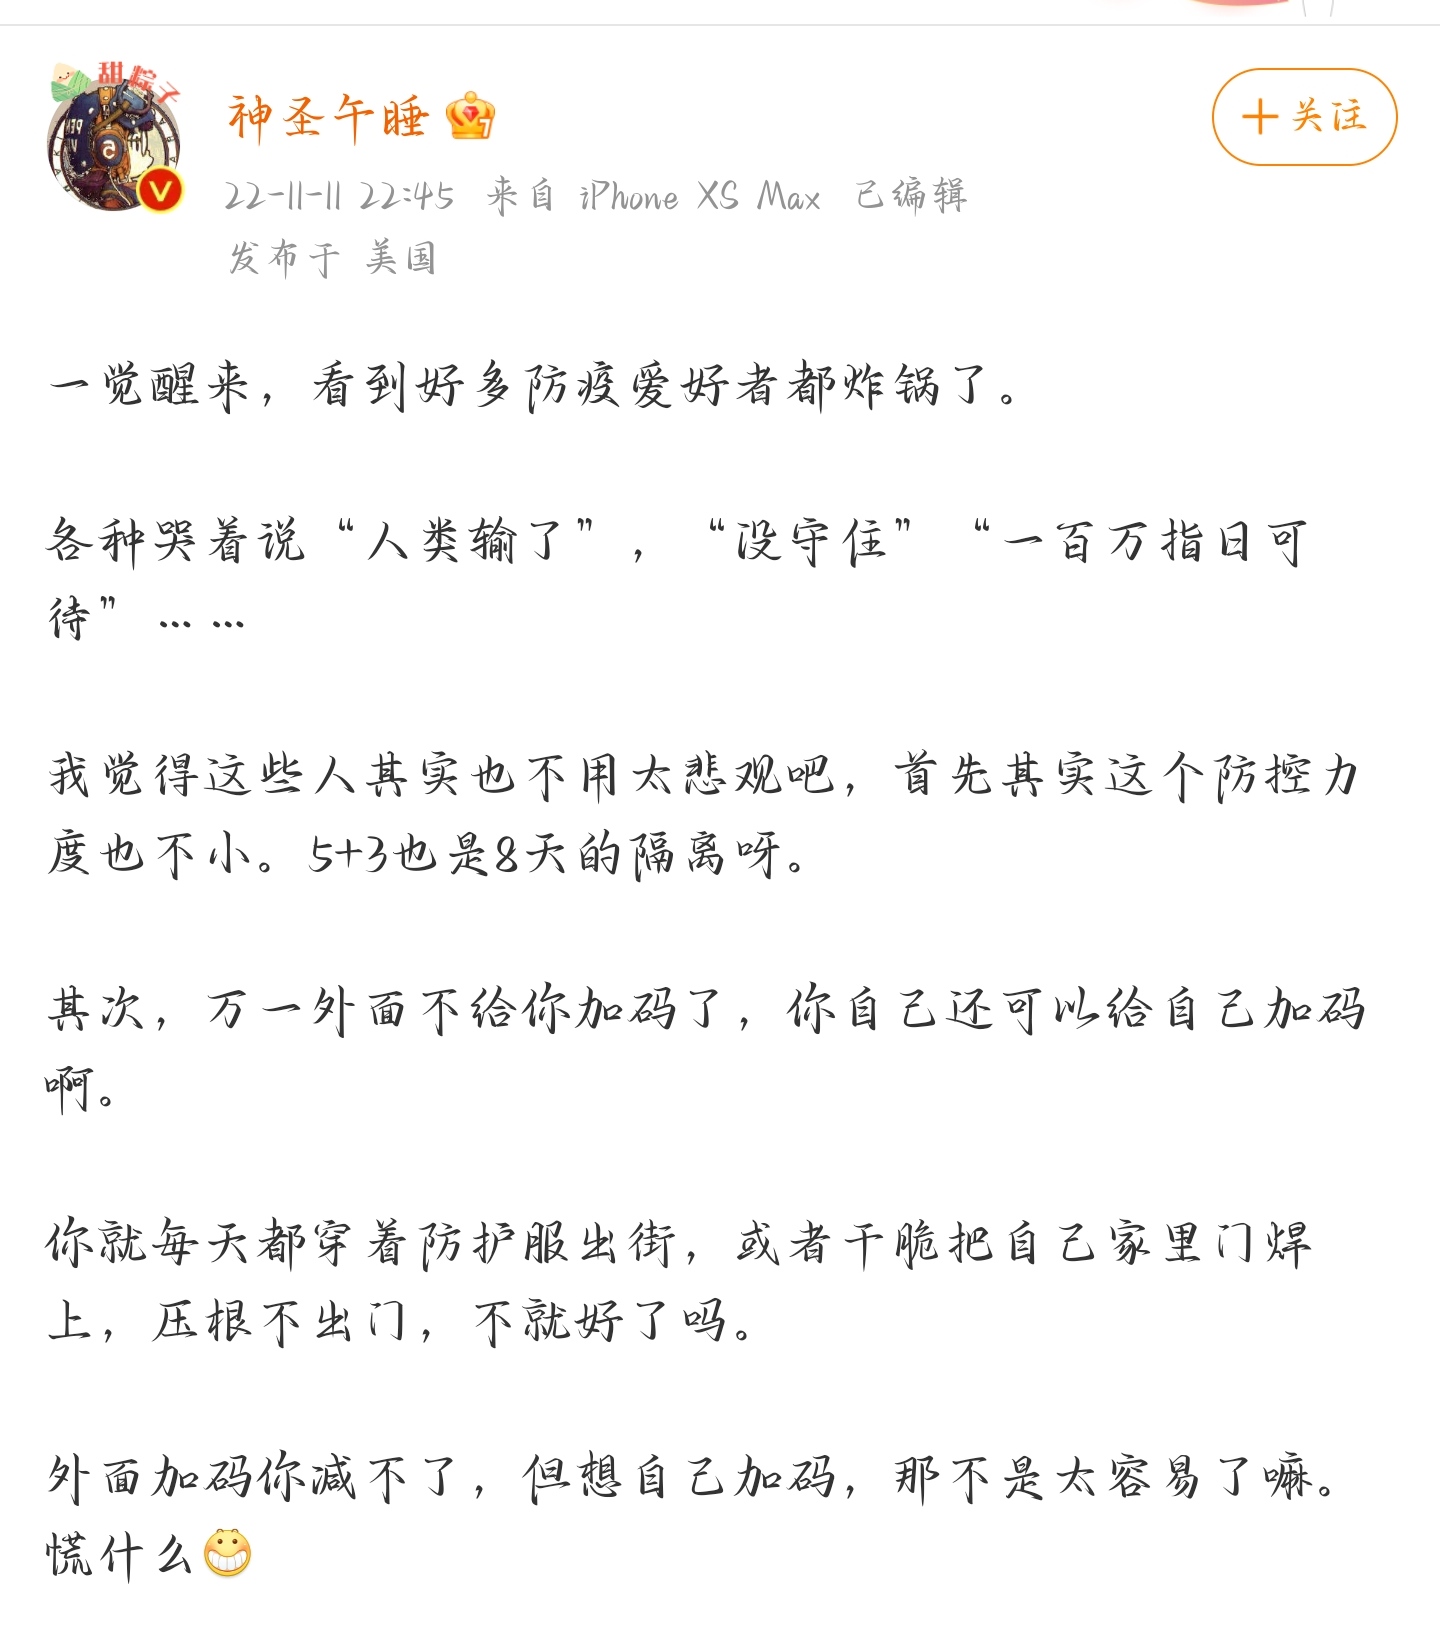 神圣午睡
22-11-11 22:45 来自 iPhone XS Max 已编辑
发布于 美国
+关注
一觉醒来，看到好多防疫爱好者都炸锅了。
各种哭着说“人类输了”，“没守住”“一百万指日可
待”……
我觉得这些人其实也不用太悲观吧，首先其实这个防控力
度也不小。5+3也是8天的隔离呀。
其次，万一外面不给你加码了，你自己还可以给自己加码
啊。
你就每天都穿着防护服出街，或者干脆把自己家里门焊
上，压根不出门，不就好了吗。
外面加码你减不了，但想自己加码，那不是太容易了嘛。
慌什么